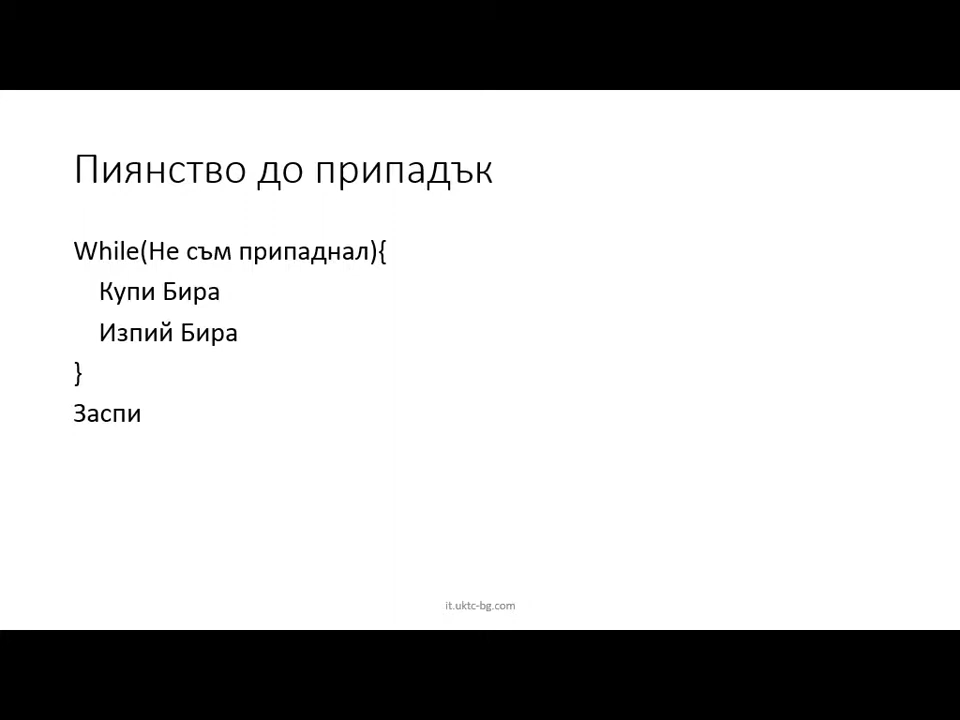 Пиянство до припадък
While(Не съм припаднал){
Купи Бира
Изпий Бира
}
Заспи
it.uktc-bg.com